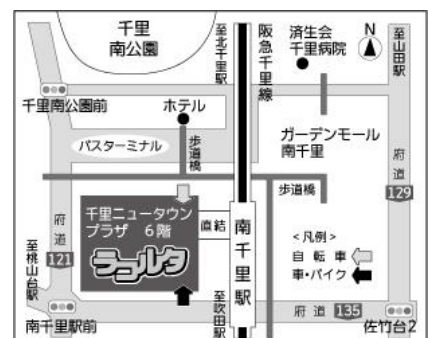 千里
南公園
至北千里駅
阪急千里線
済生会
千里病院
N
至山田駅
千里南公園前
ホテル
バスターミナル
歩道橋
ガーデンモール
南千里
府道
129
歩道橋
千里ニュータウン
プラザ 6階
ラコルタ
直結
南千里駅
<凡例>
自転車
車・バイク
府道
121
至桃山台駅
南千里駅前
至吹田駅
府道 135
佐竹台2